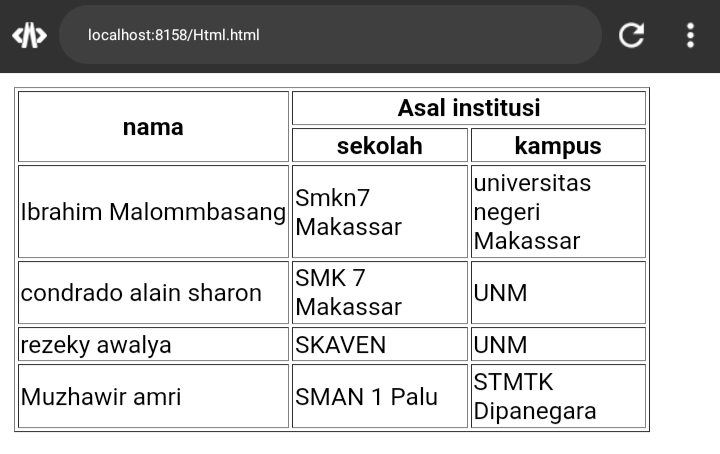 localhost:8158/Html.html
nama
Asal institusi
sekolah
kampus
Ibrahim Malommbasang
Smkn7
Makassar
universitas
negeri
Makassar
condrado alain sharon
SMK 7
Makassar
UNM
rezeky awalya
SKAVEN
UNM
Muzhawir amri
SMAN 1 Palu
STMTK
Dipanegara